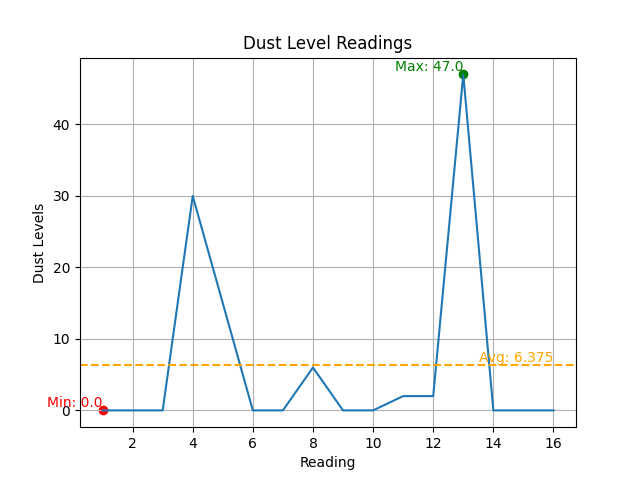 Dust Level Readings
Max: 47.0
40
30
20
10
0
Dust Levels
Avg: 6.375
Min: 0.0
2 4 6 8 10 12 14 16
Reading